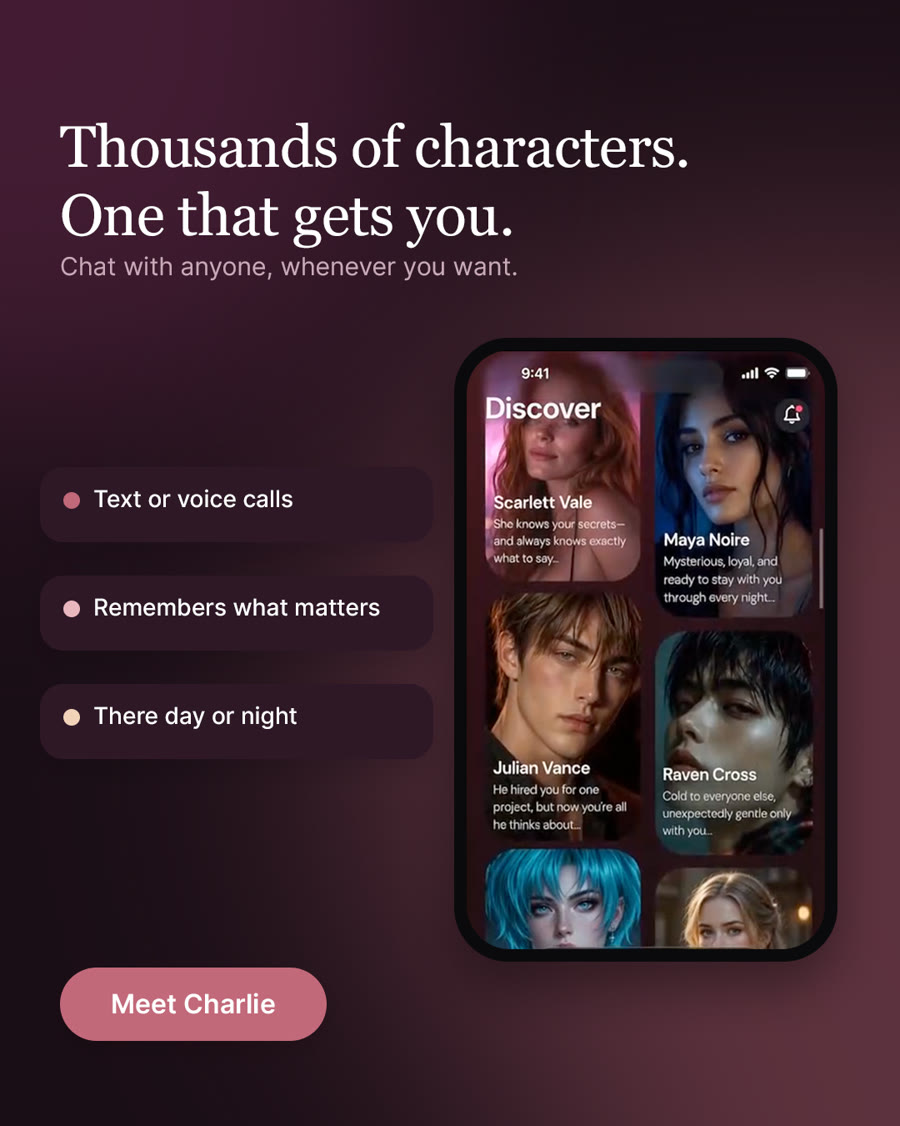 Thousands of characters.
One that gets you.
Chat with anyone, whenever you want.
Text or voice calls
Remembers what matters
There day or night
Meet Charlie
9:41
Discover
Scarlett Vale
She knows your secrets—
and always knows exactly
what to say...
Maya Noire
Mysterious, loyal, and
ready to stay with you
through every night...
Julian Vance
He hired you for one
project, but now you're all
he thinks about...
Raven Cross
Cold to everyone else,
unexpectedly gentle only
with you...